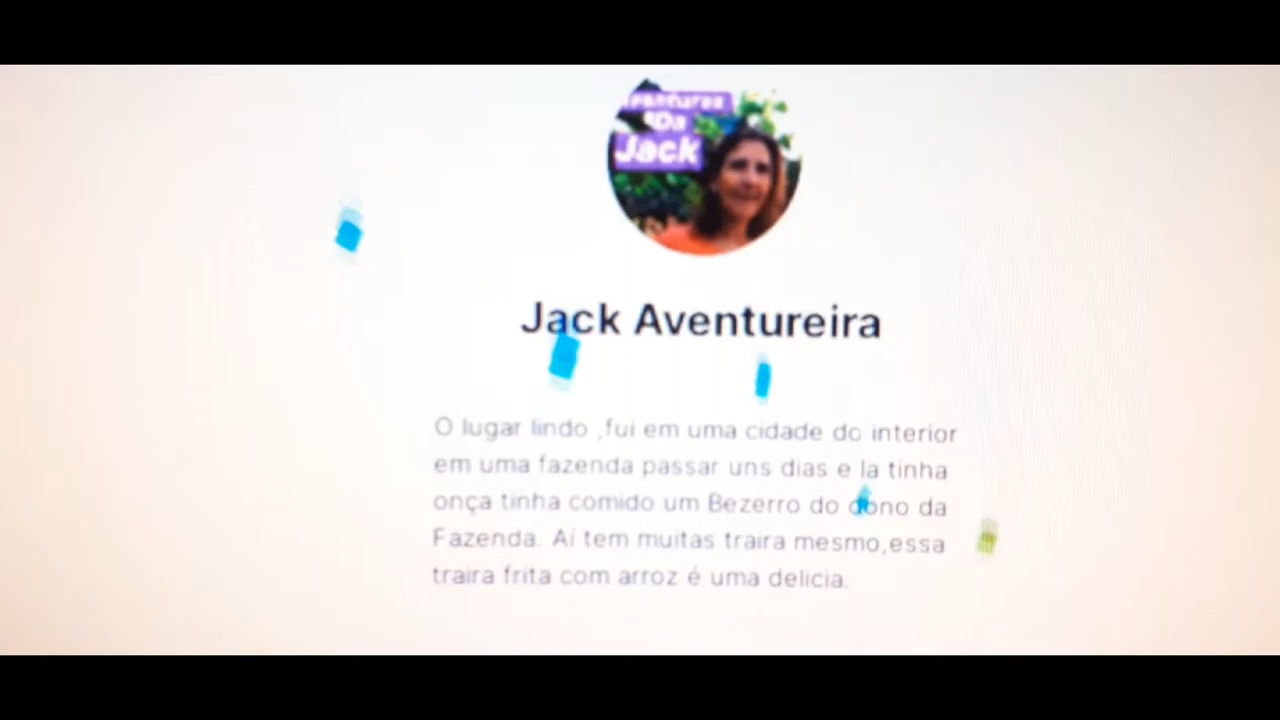 Aventuras
Da
Jack
Jack Aventureira
O lugar lindo ,fui em uma cidade do interior
em uma fazenda passar uns dias e la tinha
onça tinha comido um Bezerro do dono da
Fazenda. Ai tem muitas traira mesmo,essa
traira frita com arroz é uma delicia.